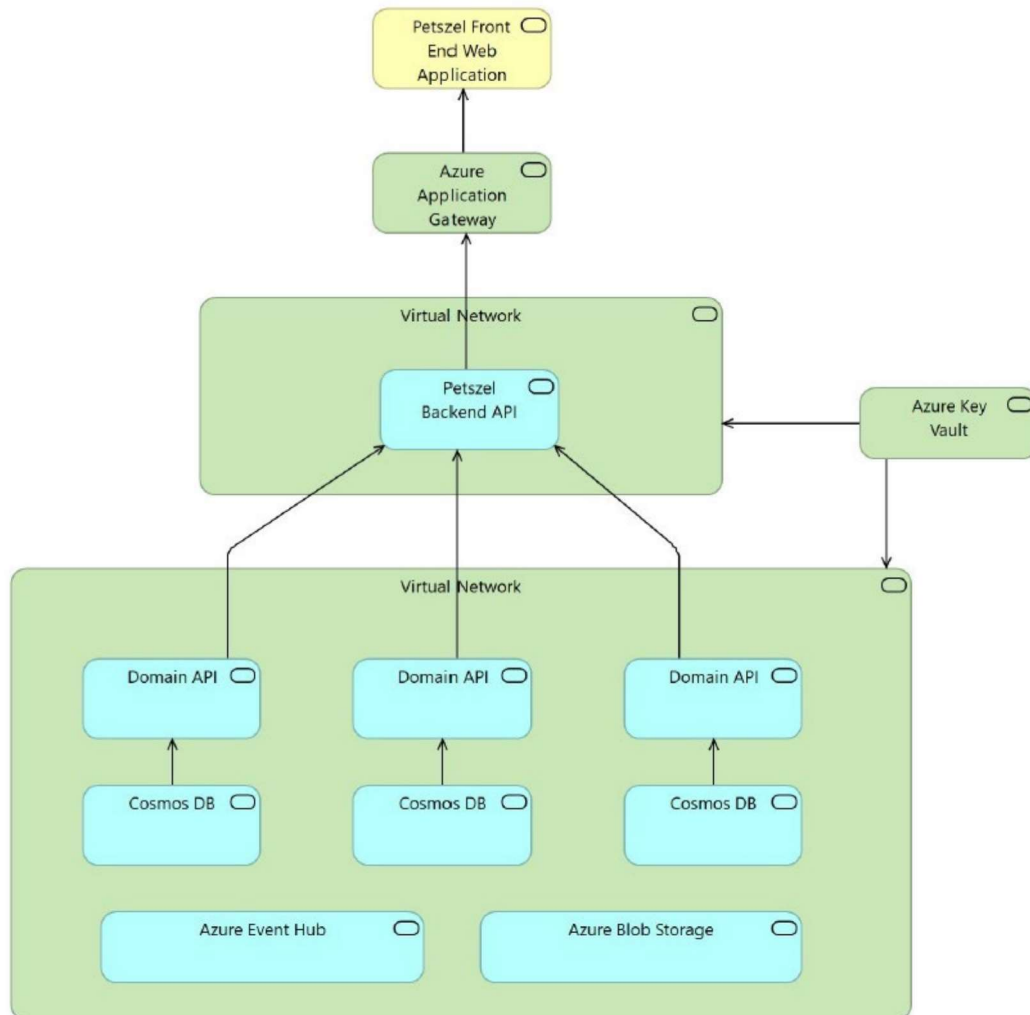 Petszel Front
End Web
Application
Azure
Application
Gateway
Virtual Network
Petszel
Backend API
Azure Key
Vault
Virtual Network
Domain API
Domain API
Domain API
Cosmos DB
Cosmos DB
Cosmos DB
Azure Event Hub
Azure Blob Storage